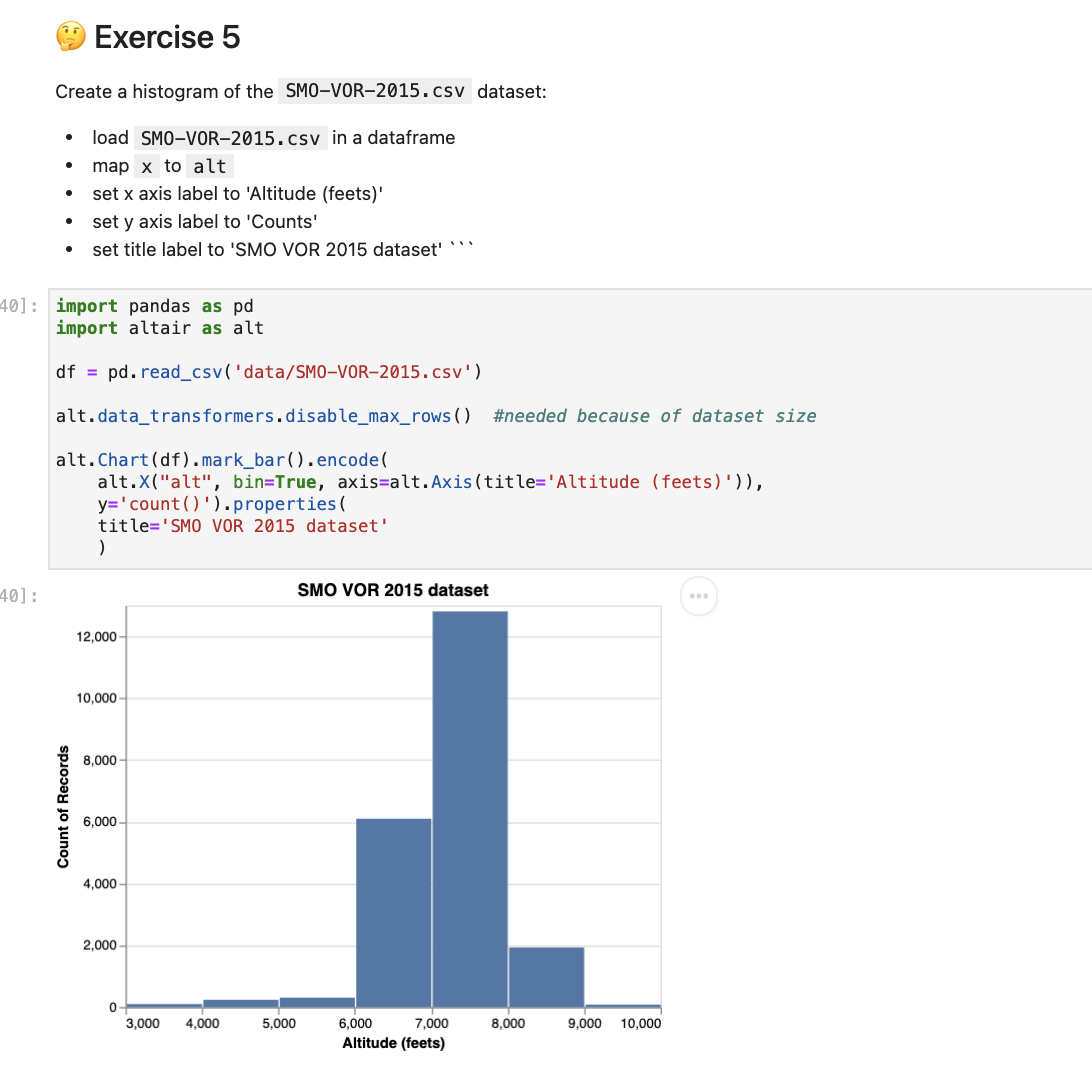 🤔 Exercise 5
Create a histogram of the SMO-VOR-2015.csv dataset:
• load SMO-VOR-2015.csv in a dataframe
• map x to alt
• set x axis label to 'Altitude (feets)'
• set y axis label to 'Counts'
• set title label to 'SMO VOR 2015 dataset' ```
40]:
import pandas as pd
import altair as alt
df = pd.read_csv('data/SMO-VOR-2015.csv')
alt.data_transformers.disable_max_rows()  #needed because of dataset size
alt.Chart(df).mark_bar().encode(
    alt.X("alt", bin=True, axis=alt.Axis(title='Altitude (feets)')),
    y='count()').properties(
    title='SMO VOR 2015 dataset'
    )
40]:
SMO VOR 2015 dataset
12,000
10,000
8,000
6,000
4,000
2,000
0
Count of Records
3,000 4,000 5,000 6,000 7,000 8,000 9,000 10,000
Altitude (feets)